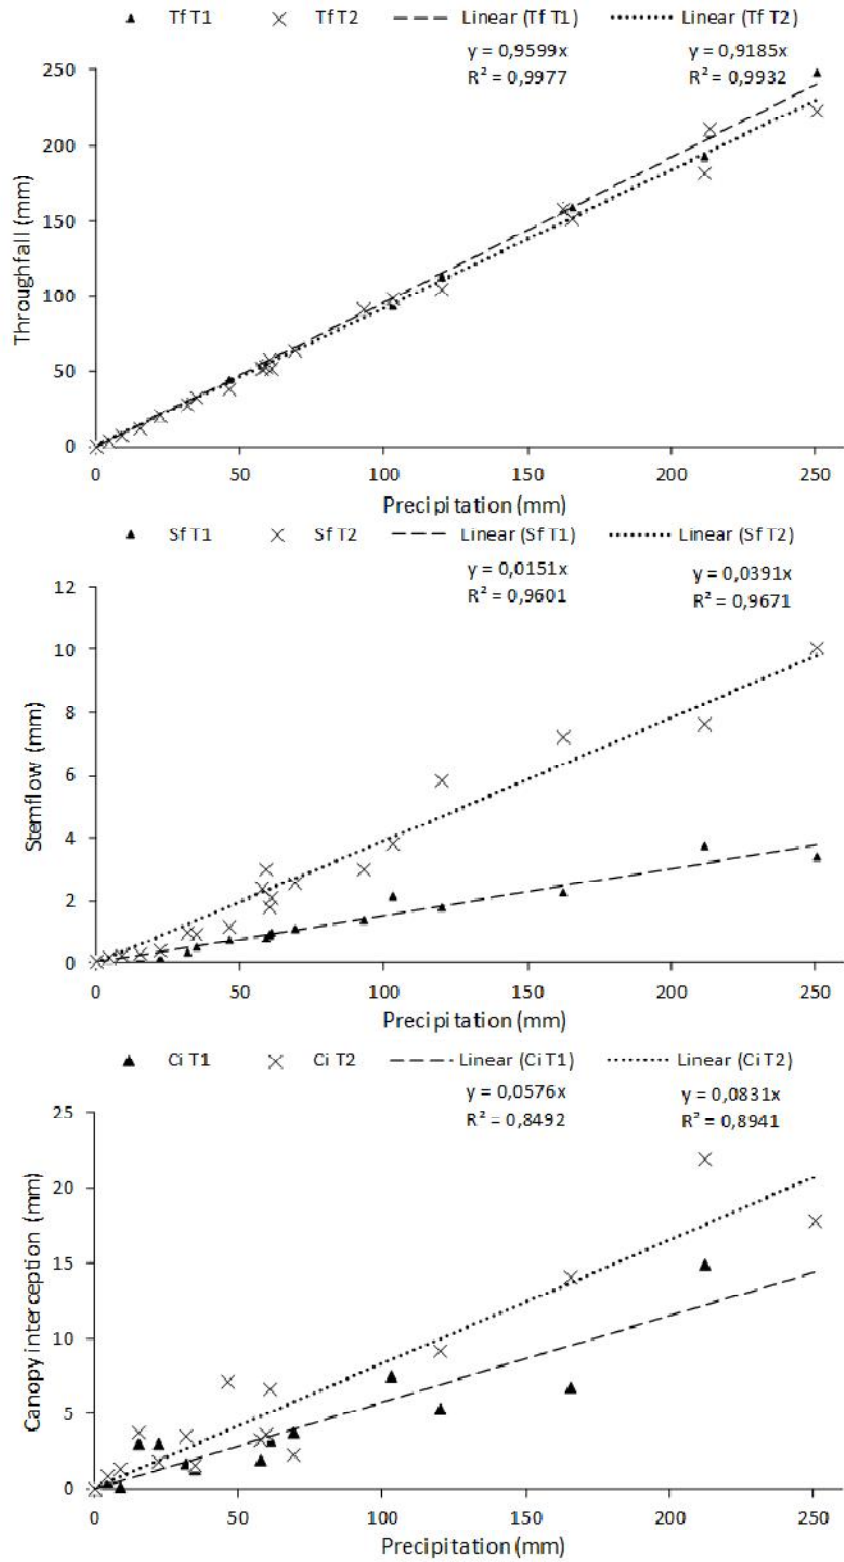 Tf T1 Tf T2 Linear (Tf T1) Linear (Tf T2)
y = 0,9599x y = 0,9185x
R² = 0,9977 R² = 0,9932
250
200
150
100
50
0
Throughfall (mm)
0 50 100 150 200 250
Precipitation (mm)
Sf T1 Sf T2 Linear (Sf T1) Linear (Sf T2)
y = 0,0151x y = 0,0391x
R² = 0,9601 R² = 0,9671
12
10
8
6
4
2
0
Stemflow (mm)
0 50 100 150 200 250
Precipitation (mm)
Ci T1 Ci T2 Linear (Ci T1) Linear (Ci T2)
y = 0,0576x y = 0,0831x
R² = 0,8492 R² = 0,8941
25
20
15
10
5
0
Canopy interception (mm)
0 50 100 150 200 250
Precipitation (mm)